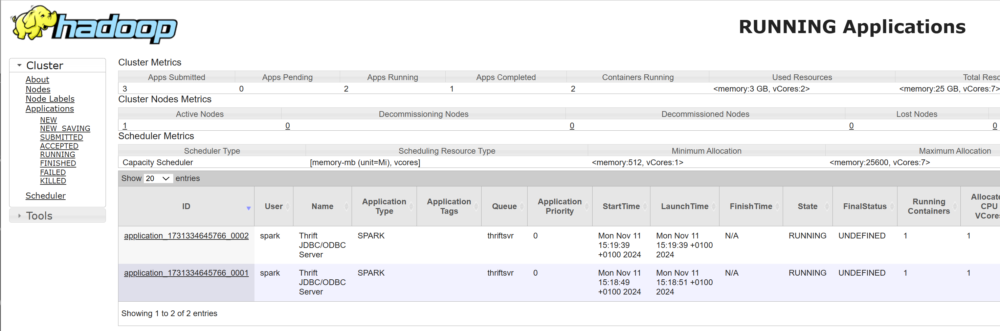 hadoop
RUNNING Applications
Cluster
About
Nodes
Node Labels
Applications
NEW
NEW_SAVING
SUBMITTED
ACCEPTED
RUNNING
FINISHED
FAILED
KILLED
Scheduler
Tools
Cluster Metrics
Apps Submitted Apps Pending Apps Running Apps Completed Containers Running Used Resources Total Reso
3 0 2 1 2 <memory:3 GB, vCores:2> <memory:25 GB, vCores:7>
Cluster Nodes Metrics
Active Nodes Decommissioning Nodes Decommissioned Nodes Lost Nodes
1 0 0 0 0
Scheduler Metrics
Scheduler Type Scheduling Resource Type Minimum Allocation Maximum Allocation
Capacity Scheduler [memory-mb (unit=Mi), vcores] <memory:512, vCores:1> <memory:25600, vCores:7>
Show 20 entries
ID User Name Application Type Application Tags Queue Application Priority StartTime LaunchTime FinishTime State FinalStatus Running Containers Allocate CPU VCores
application_1731334645766_0002 spark Thrift JDBC/ODBC Server SPARK thriftsvr 0 Mon Nov 11 15:19:39 +0100 2024 Mon Nov 11 15:19:39 +0100 2024 N/A RUNNING UNDEFINED 1 1
application_1731334645766_0001 spark Thrift JDBC/ODBC Server SPARK thriftsvr 0 Mon Nov 11 15:18:49 +0100 2024 Mon Nov 11 15:18:51 +0100 2024 N/A RUNNING UNDEFINED 1 1
Showing 1 to 2 of 2 entries